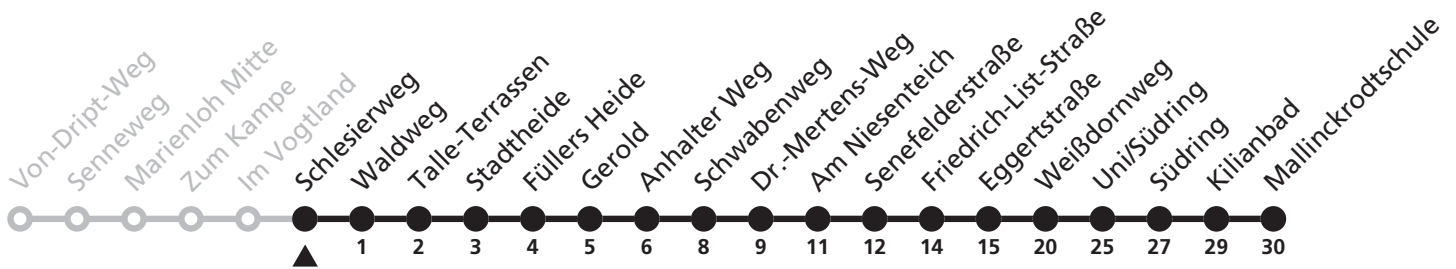 Von-Dript-Weg
Senneweg
Marienloh Mitte
Zum Kampe
Im Vogtland
Schlesierweg
Waldweg
Talle-Terrassen
Stadtheide
Füllers Heide
Gerold
Anhalter Weg
Schwabenweg
Dr.-Mertens-Weg
Am Niesenteich
Senefelderstraße
Friedrich-List-Straße
Eggertstraße
Weißdornweg
Uni/Südring
Südring
Kilianbad
Mallinckrodtschule
1 2 3 4 5 6 8 9 11 12 14 15 20 25 27 29 30